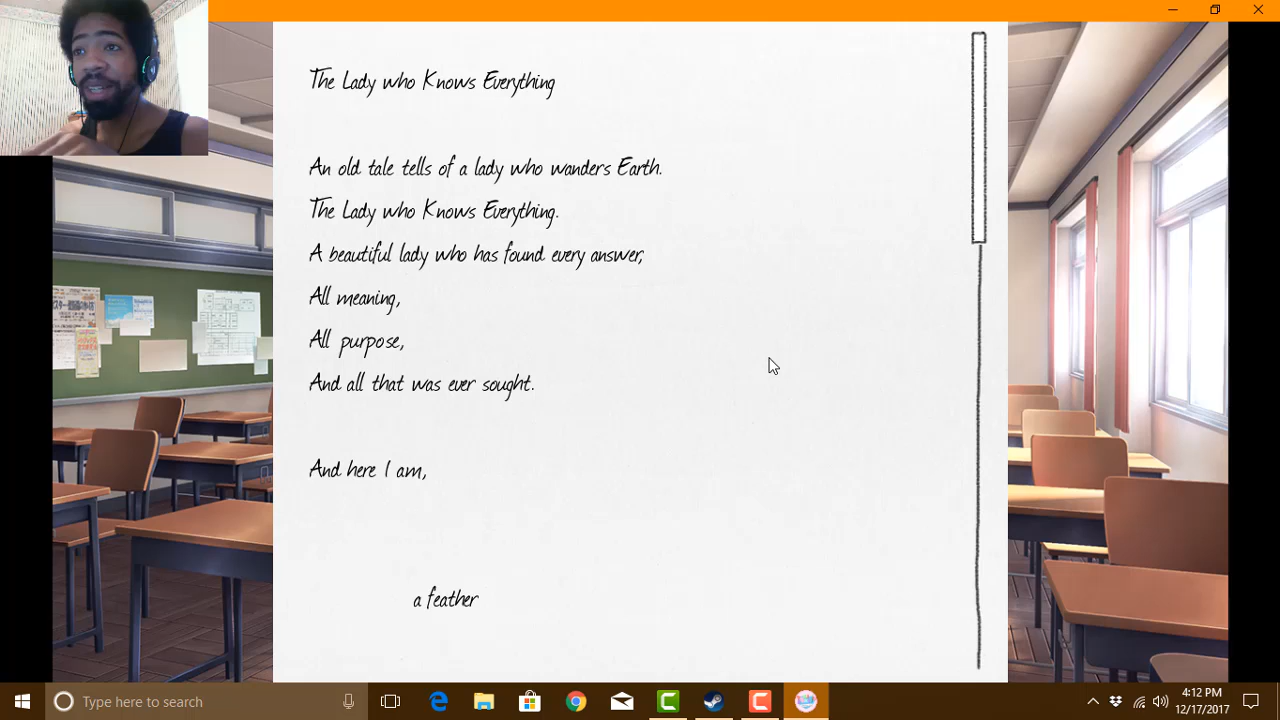 The Lady who Knows Everything
An old tale tells of a lady who wanders Earth.
The Lady who Knows Everything.
A beautiful lady who has found every answer,
All meaning,
All purpose,
And all that was ever sought.
And here I am,
a feather
Type here to search
4:12 PM
12/17/2017